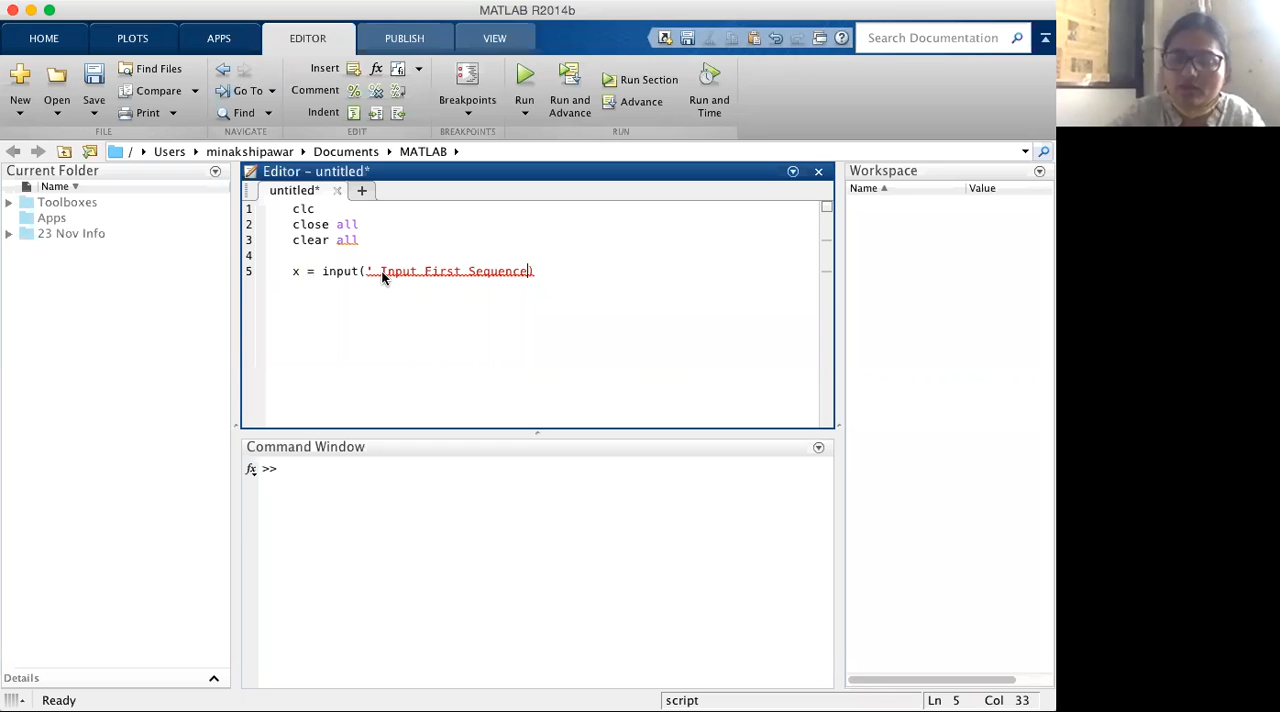 MATLAB R2014b
HOME PLOTS APPS EDITOR PUBLISH VIEW Search Documentation
New Open Save Find Files Compare Print
Go To Find
Insert fx
Comment
Indent
Breakpoints Run Run and Advance Run Section Advance Run and Time
FILE NAVIGATE EDIT BREAKPOINTS RUN
/ Users minakshipawar Documents MATLAB
Current Folder
Name
Toolboxes
Apps
23 Nov Info
Details
Editor – untitled*
untitled* +
1 clc
2 close all
3 clear all
4
5 x = input(' Input First Sequence)
Command Window
fx >>
Workspace
Name Value
Ready script Ln 5 Col 33